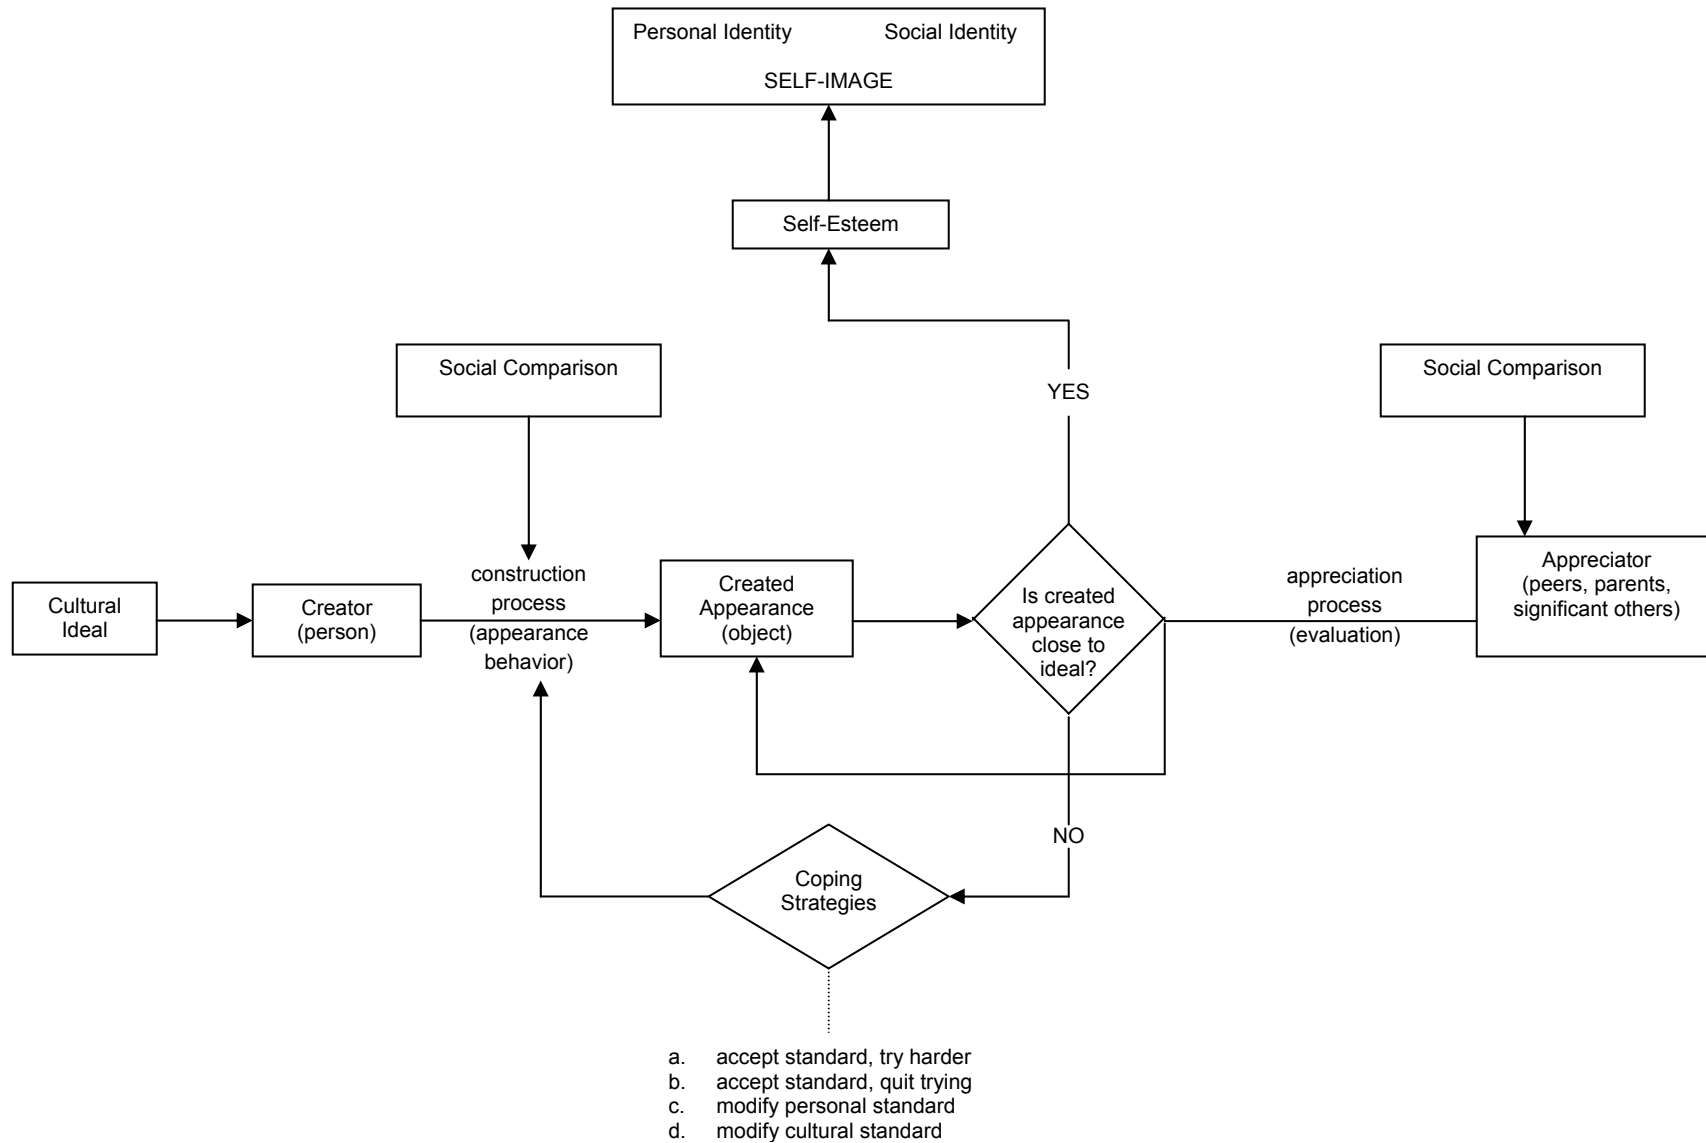 Personal Identity Social Identity
SELF-IMAGE
Self-Esteem
Social Comparison
Social Comparison
YES
Cultural
Ideal
Creator
(person)
construction
process
(appearance
behavior)
Created
Appearance
(object)
Is created
appearance
close to
ideal?
appreciation
process
(evaluation)
Appreciator
(peers, parents,
significant others)
NO
Coping
Strategies
a. accept standard, try harder
b. accept standard, quit trying
c. modify personal standard
d. modify cultural standard